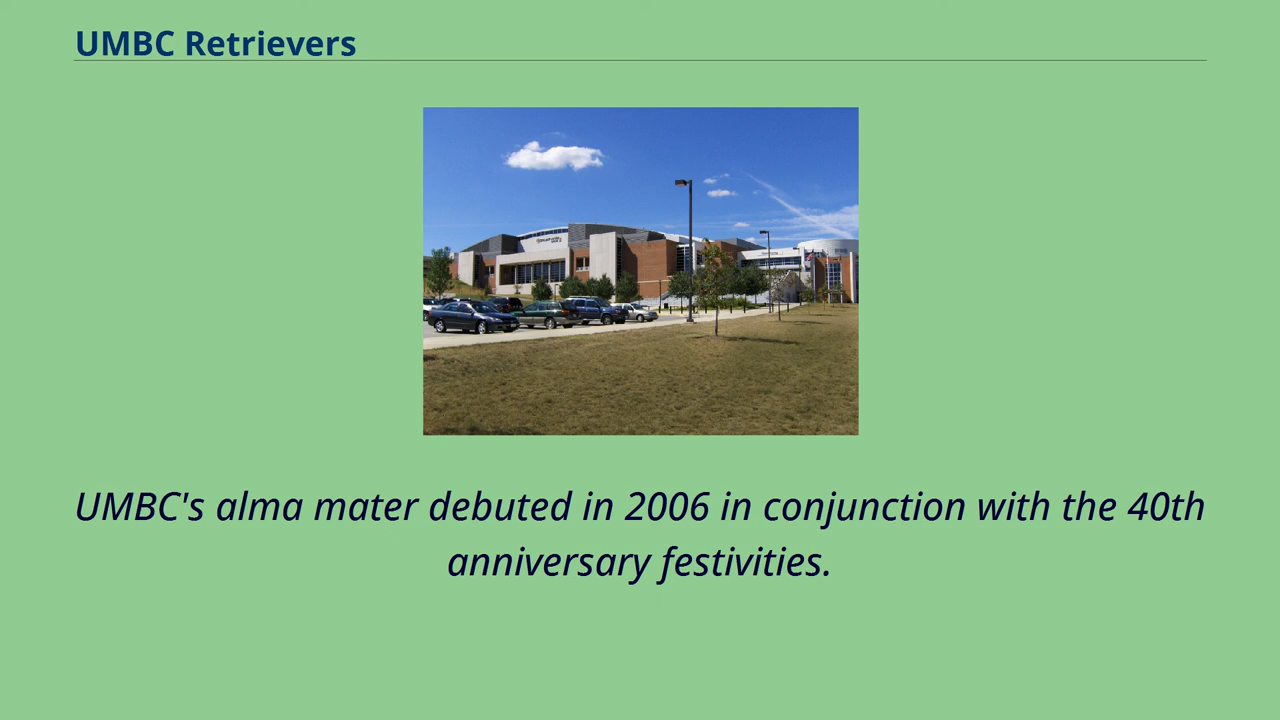 UMBC Retrievers
UMBC's alma mater debuted in 2006 in conjunction with the 40th
anniversary festivities.